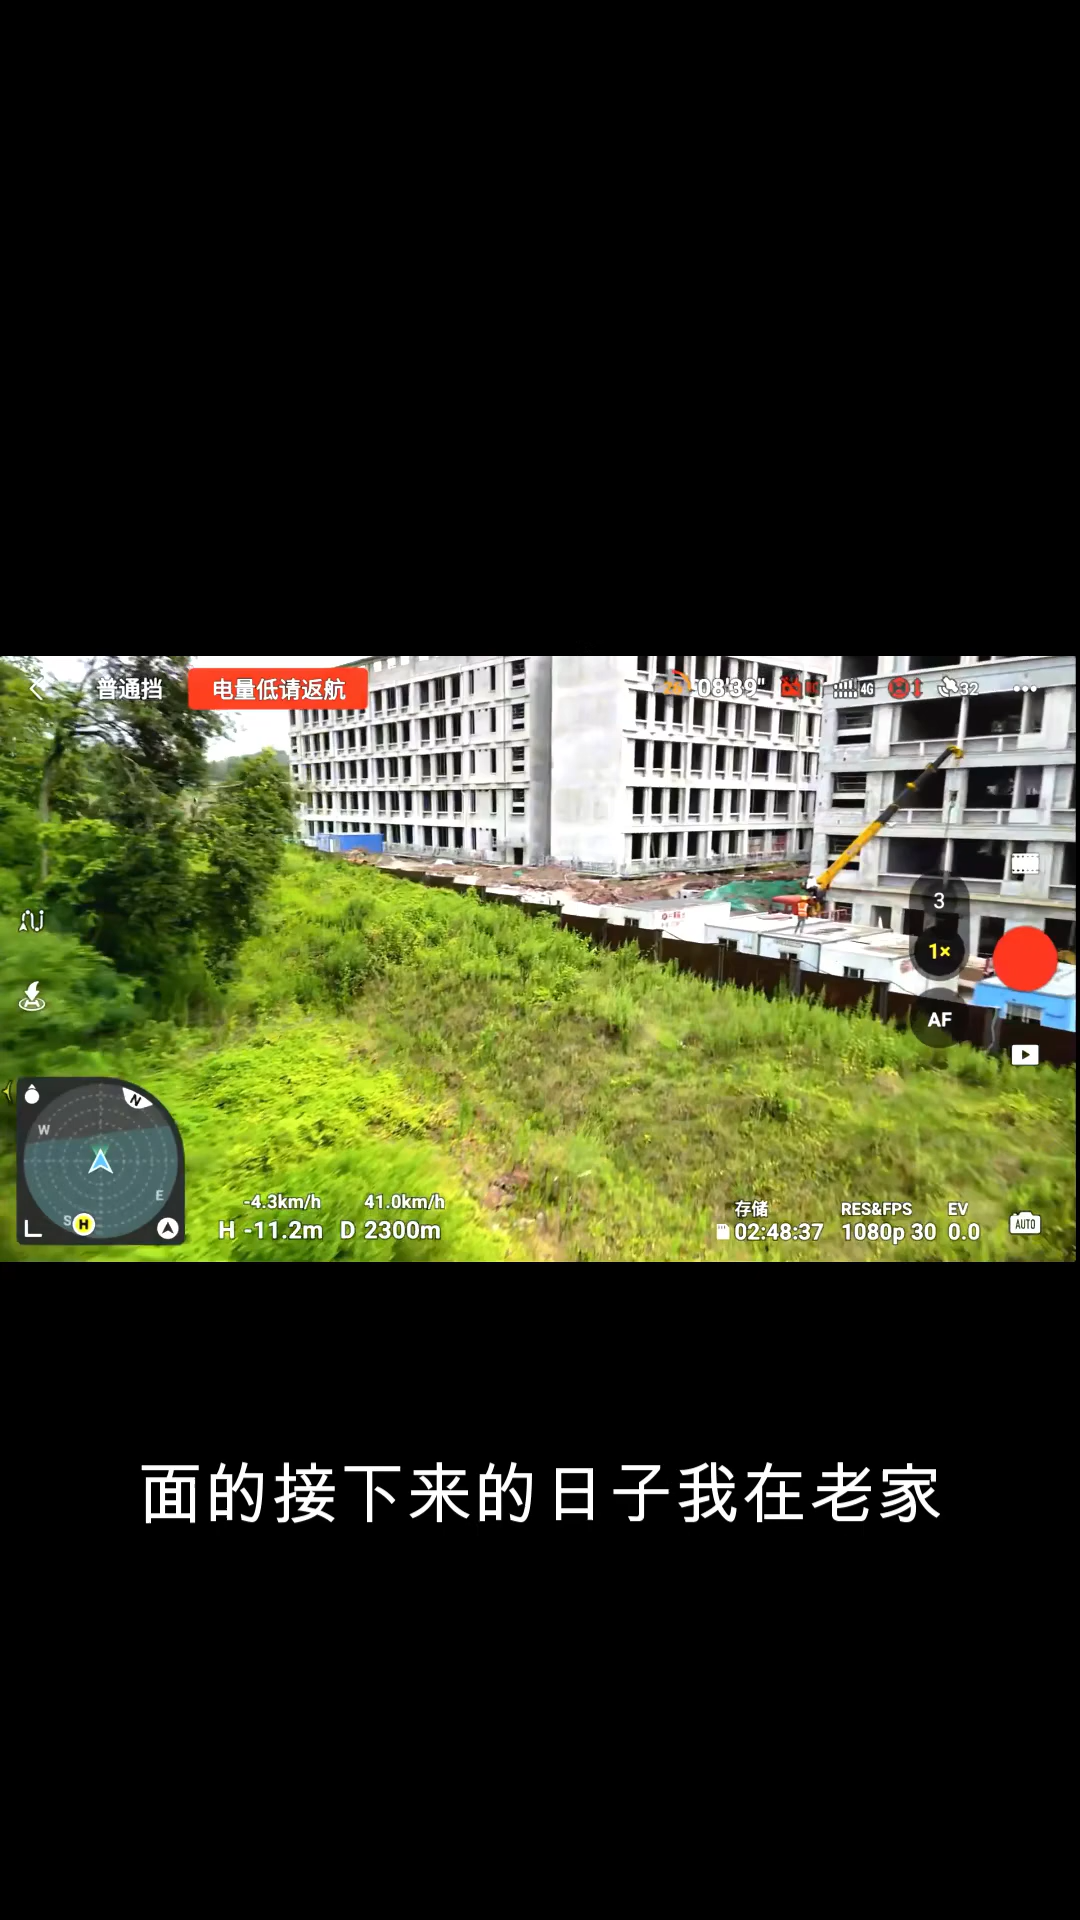 普通挡
电量低请返航
08'39"
4G
32
3
1×
AF
N
W
E
S
H
-4.3km/h 41.0km/h
H -11.2m D 2300m
存储 RES&FPS EV
02:48:37 1080p 30 0.0
AUTO
面的接下来的日子我在老家